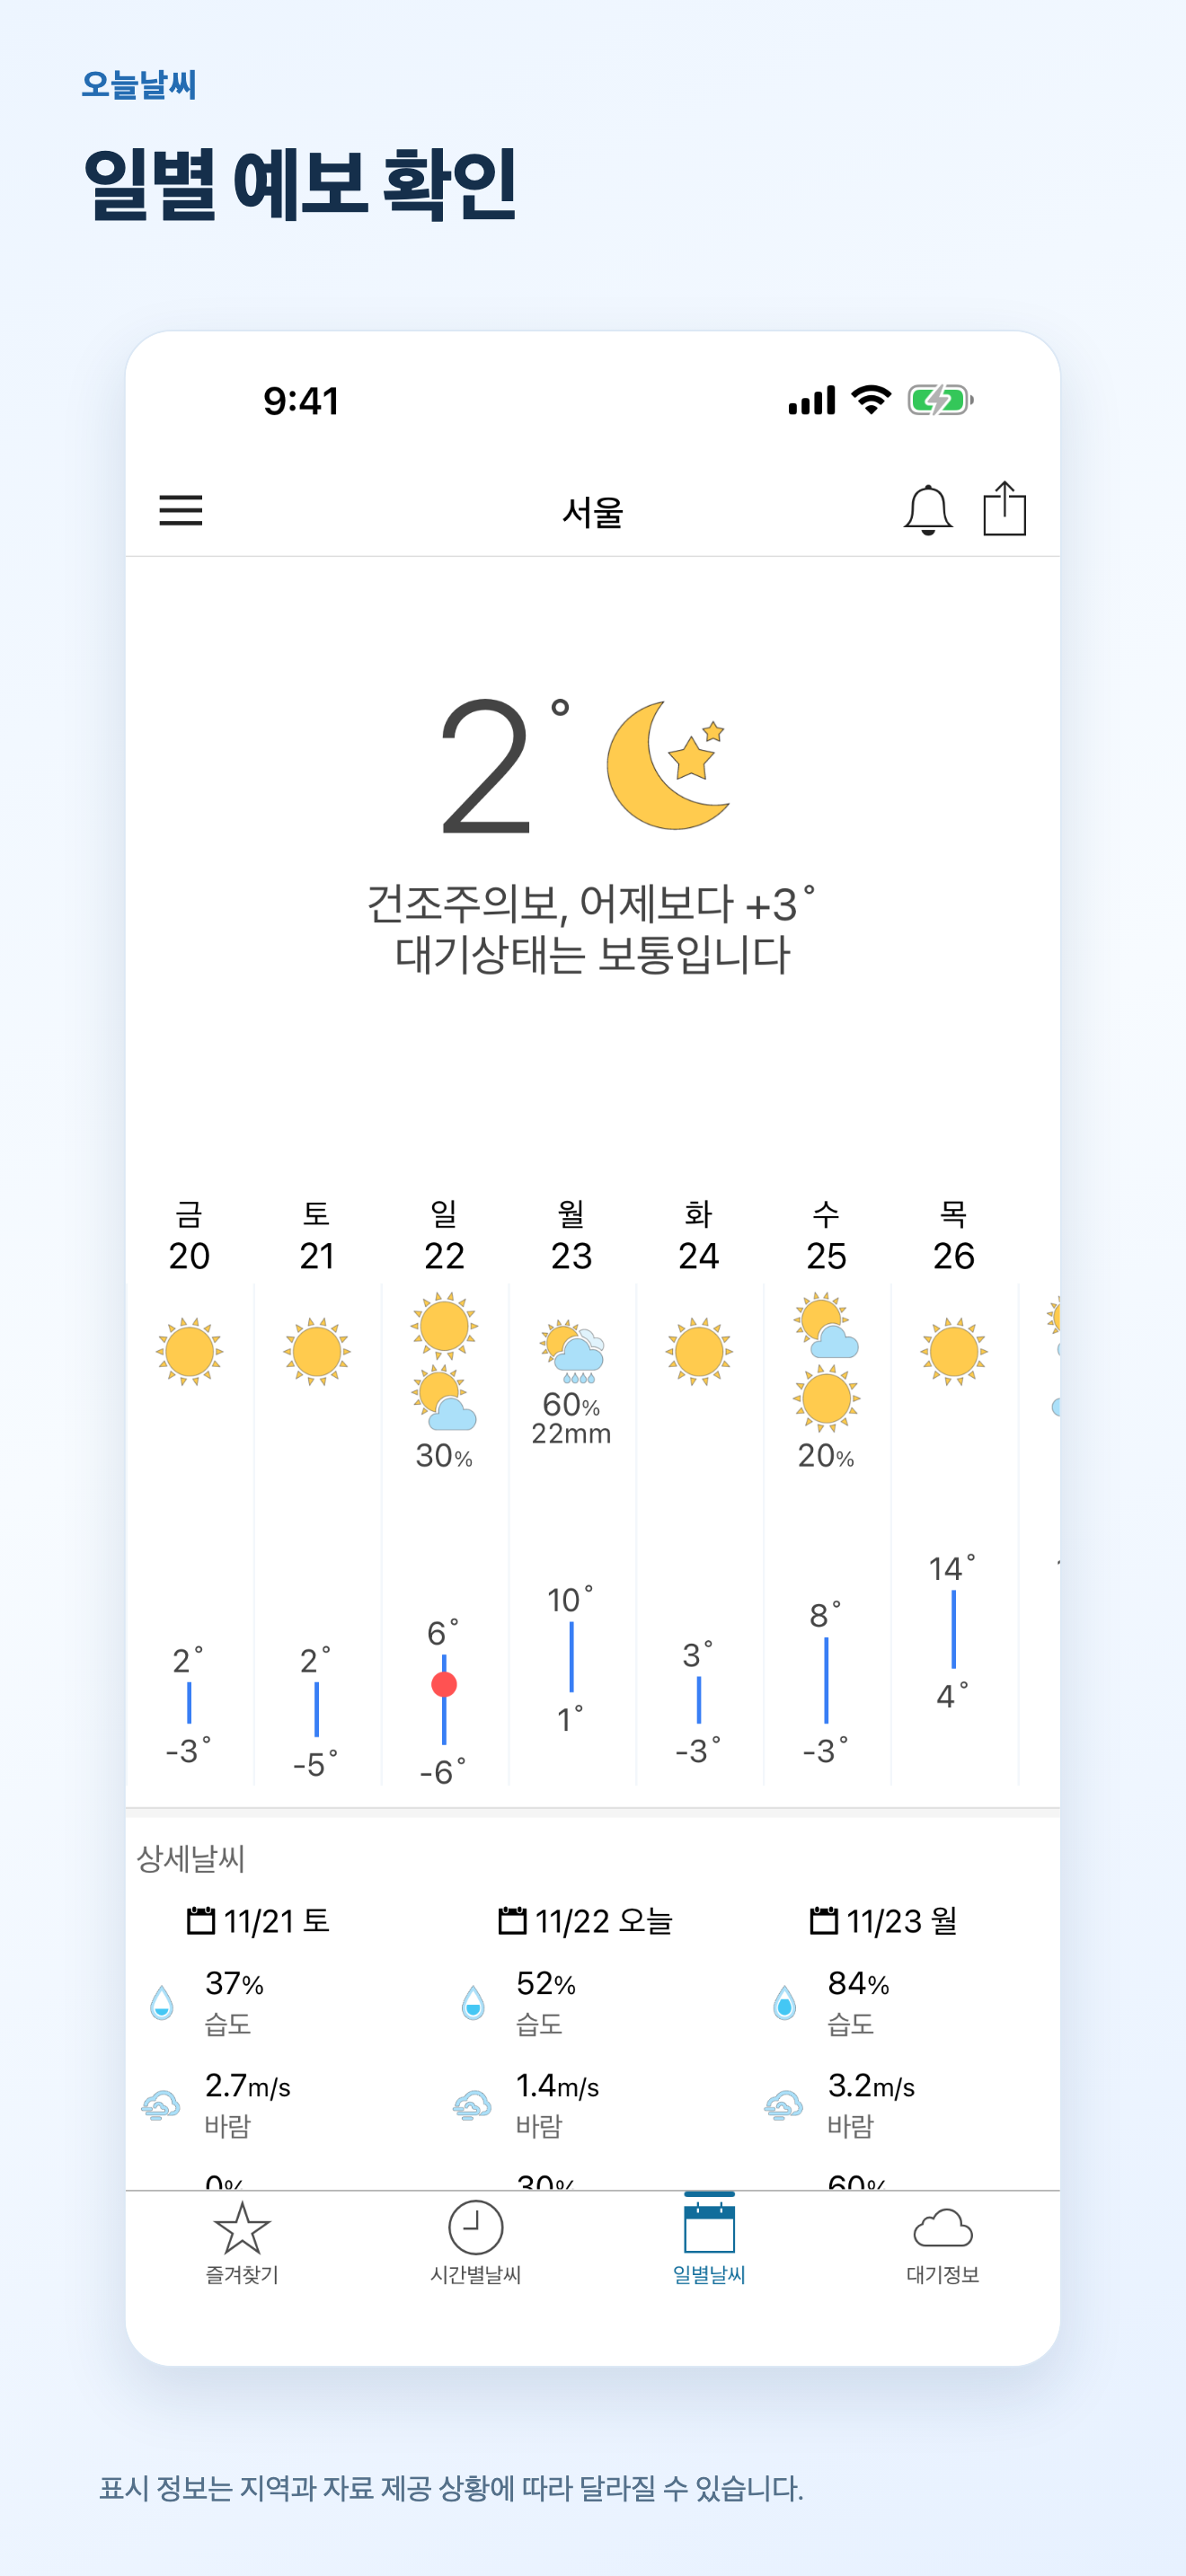 오늘날씨
일별 예보 확인
9:41
서울
2°
건조주의보, 어제보다 +3°
대기상태는 보통입니다
금 토 일 월 화 수 목
20 21 22 23 24 25 26
60%
22mm
30% 20%
14°
10°
8°
6°
3°
2° 2°
4°
1°
-3° -5° -6° -3° -3°
상세날씨
11/21 토 11/22 오늘 11/23 월
37% 52% 84%
습도 습도 습도
2.7m/s 1.4m/s 3.2m/s
바람 바람 바람
0% 30% 60%
즐겨찾기 시간별날씨 일별날씨 대기정보
표시 정보는 지역과 자료 제공 상황에 따라 달라질 수 있습니다.